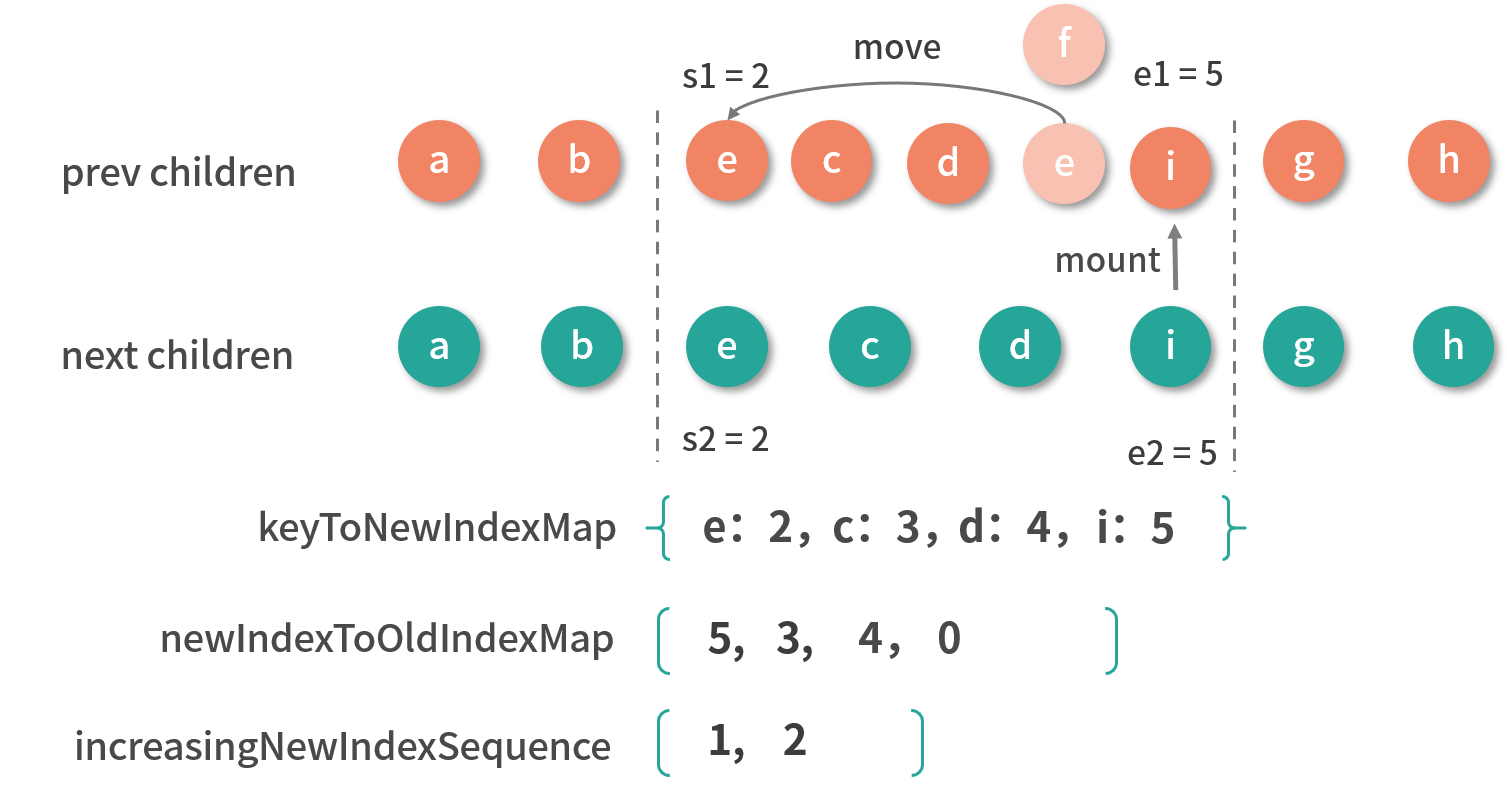 move
f
s1 = 2
e1 = 5
prev children
a b e c d e i g h
mount
next children
a b e c d i g h
s2 = 2
e2 = 5
keyToNewIndexMap { e: 2, c: 3, d: 4, i: 5 }
newIndexToOldIndexMap [ 5, 3, 4, 0 ]
increasingNewIndexSequence [ 1, 2 ]